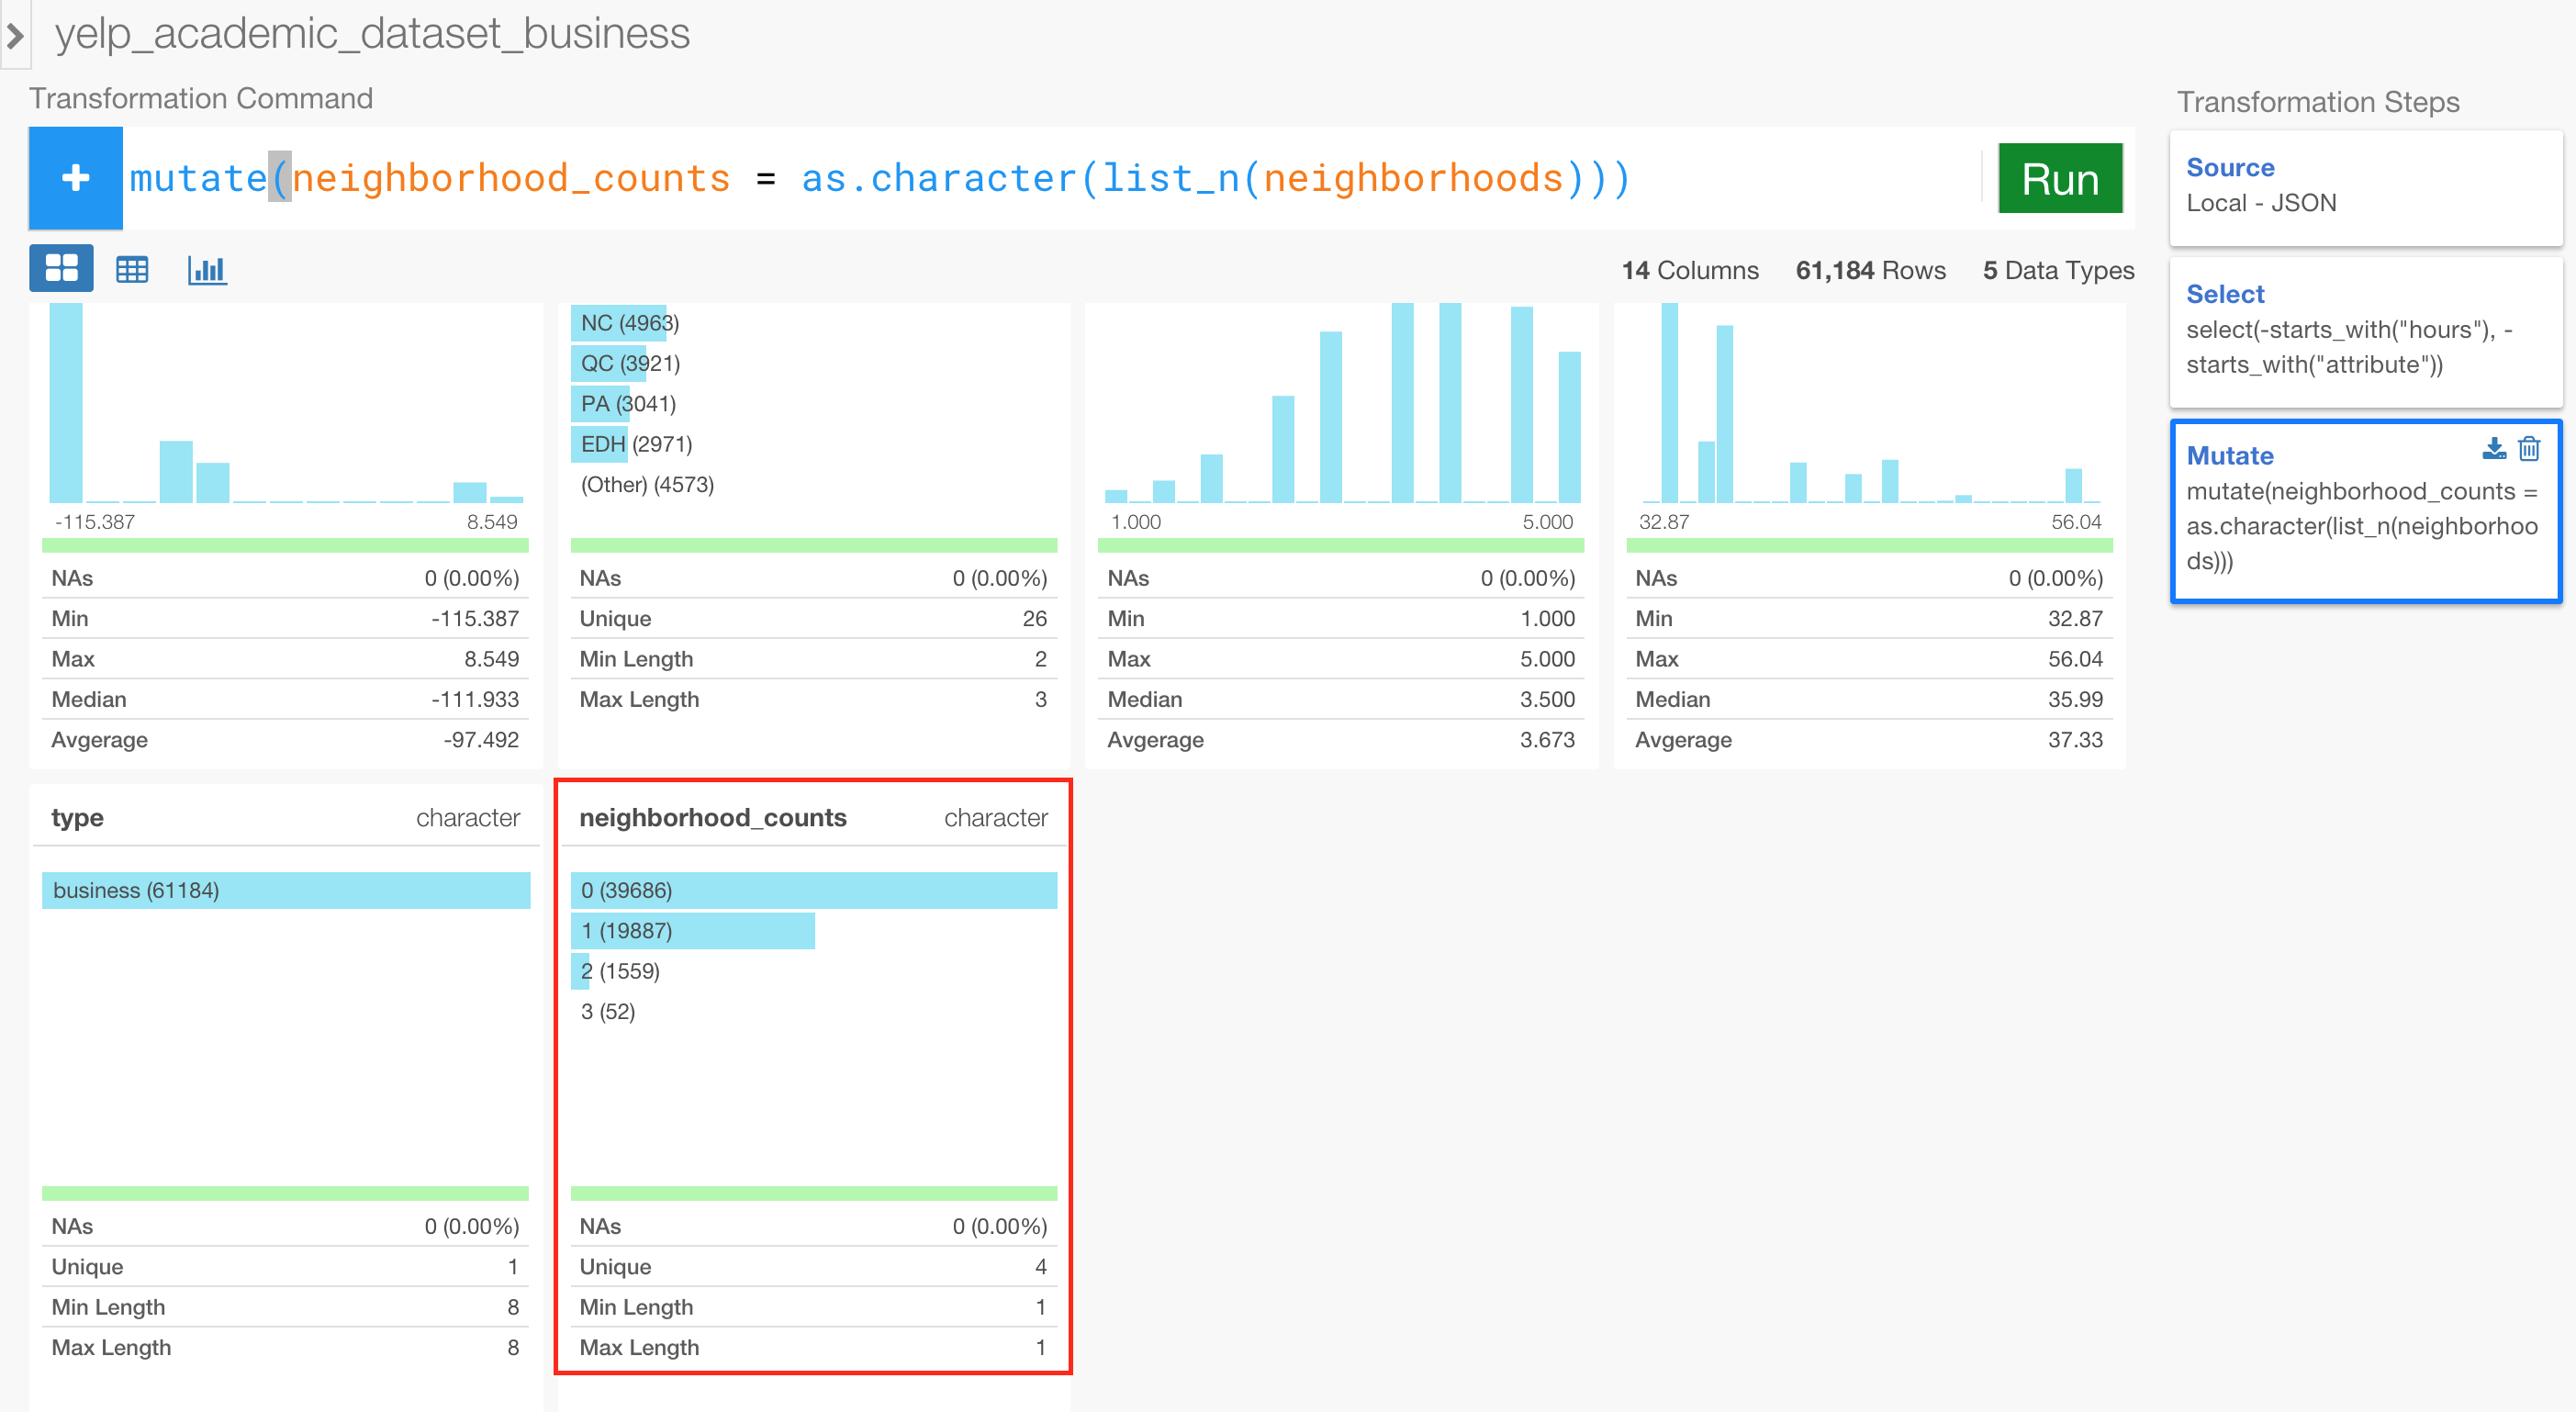 yelp_academic_dataset_business
Transformation Command
mutate(neighborhood_counts = as.character(list_n(neighborhoods)))
Run
14 Columns 61,184 Rows 5 Data Types
-115.387 8.549
NAs 0 (0.00%)
Min -115.387
Max 8.549
Median -111.933
Avgerage -97.492
NC (4963)
QC (3921)
PA (3041)
EDH (2971)
(Other) (4573)
NAs 0 (0.00%)
Unique 26
Min Length 2
Max Length 3
1.000 5.000
NAs 0 (0.00%)
Min 1.000
Max 5.000
Median 3.500
Avgerage 3.673
32.87 56.04
NAs 0 (0.00%)
Min 32.87
Max 56.04
Median 35.99
Avgerage 37.33
type character
business (61184)
NAs 0 (0.00%)
Unique 1
Min Length 8
Max Length 8
neighborhood_counts character
0 (39686)
1 (19887)
2 (1559)
3 (52)
NAs 0 (0.00%)
Unique 4
Min Length 1
Max Length 1
Transformation Steps
Source
Local - JSON
Select
select(-starts_with("hours"), -
starts_with("attribute"))
Mutate
mutate(neighborhood_counts =
as.character(list_n(neighborhoo
ds)))